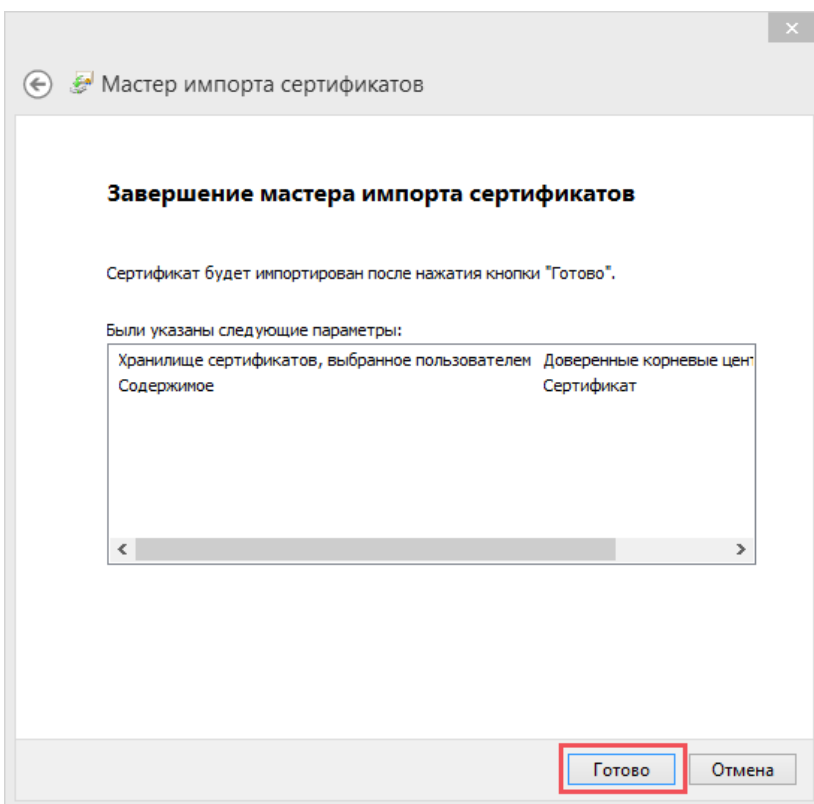 Мастер импорта сертификатов
Завершение мастера импорта сертификатов
Сертификат будет импортирован после нажатия кнопки "Готово".
Были указаны следующие параметры:
Хранилище сертификатов, выбранное пользователем Доверенные корневые цент
Содержимое Сертификат
Готово Отмена